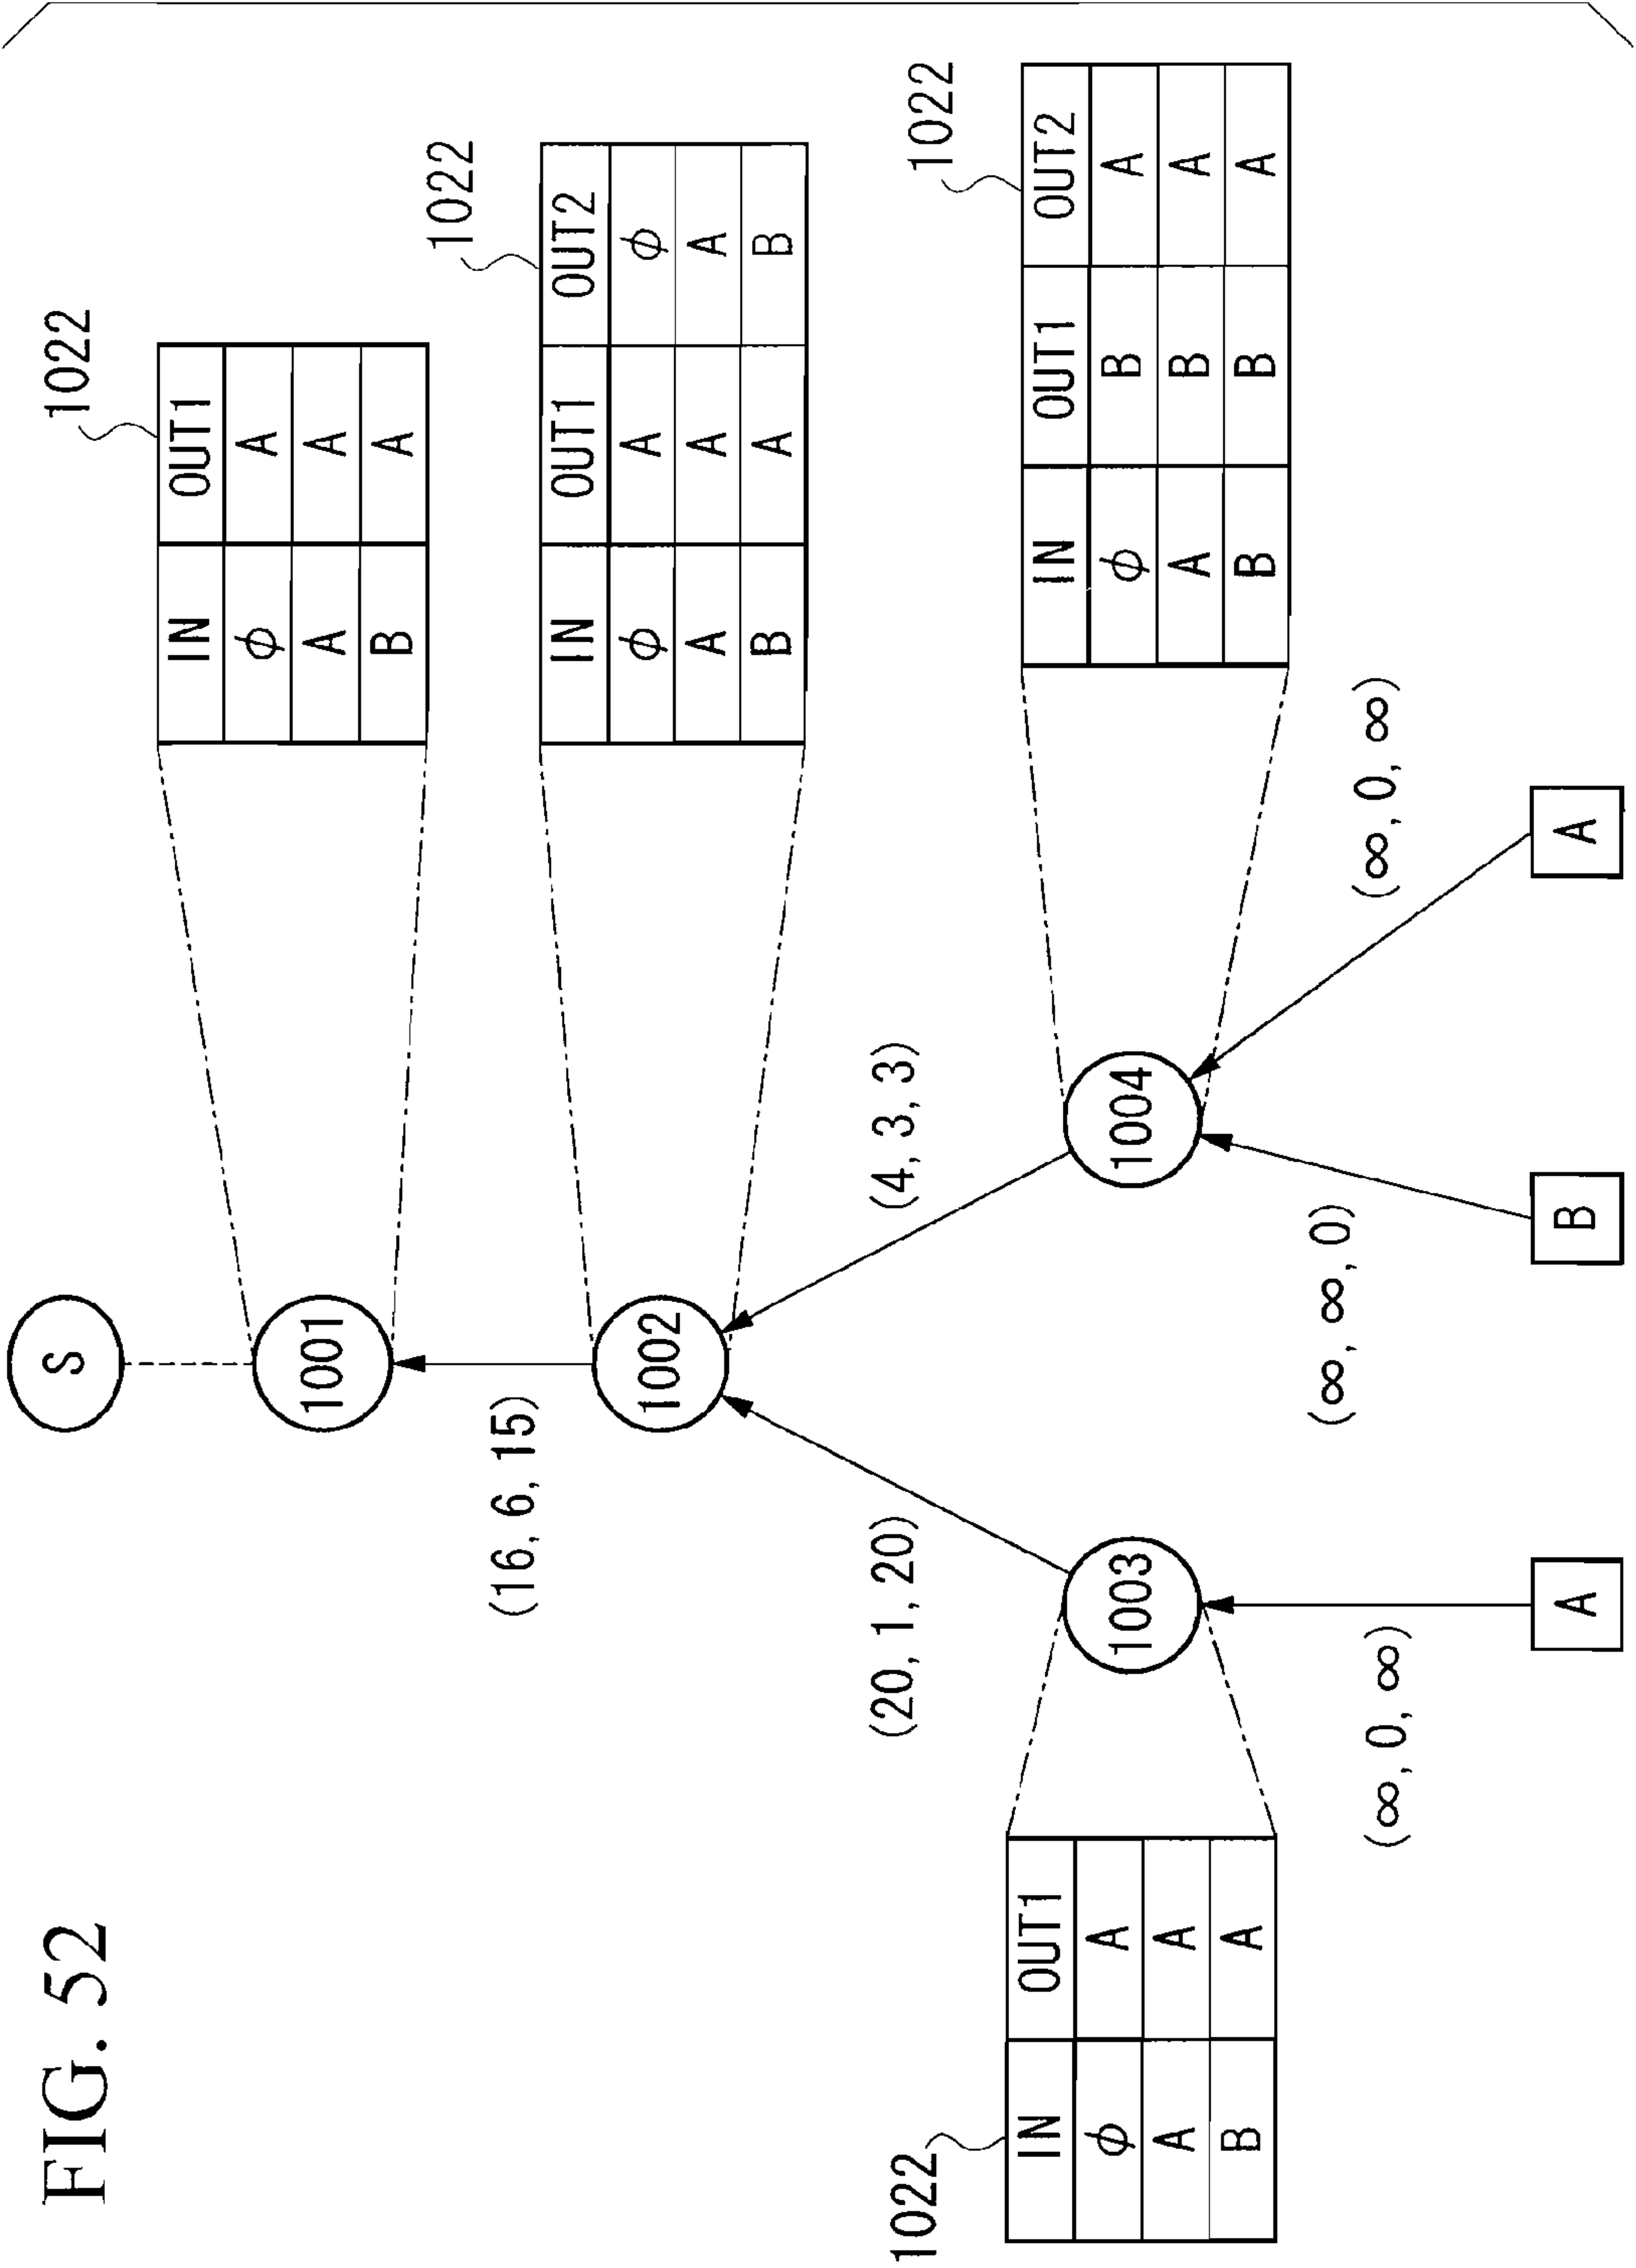 FIG. 52
S
1001
1022
IN OUT1
ϕ A
A A
B A
(16, 6, 15)
1002
1022
IN OUT1 OUT2
ϕ A ϕ
A A A
B A B
(20, 1, 20)
(4, 3, 3)
1022
IN OUT1
ϕ A
A A
B A
1003
1004
1022
IN OUT1 OUT2
ϕ B A
A B A
B B A
(∞, 0, ∞)
(∞, ∞, 0)
(∞, 0, ∞)
A
B
A